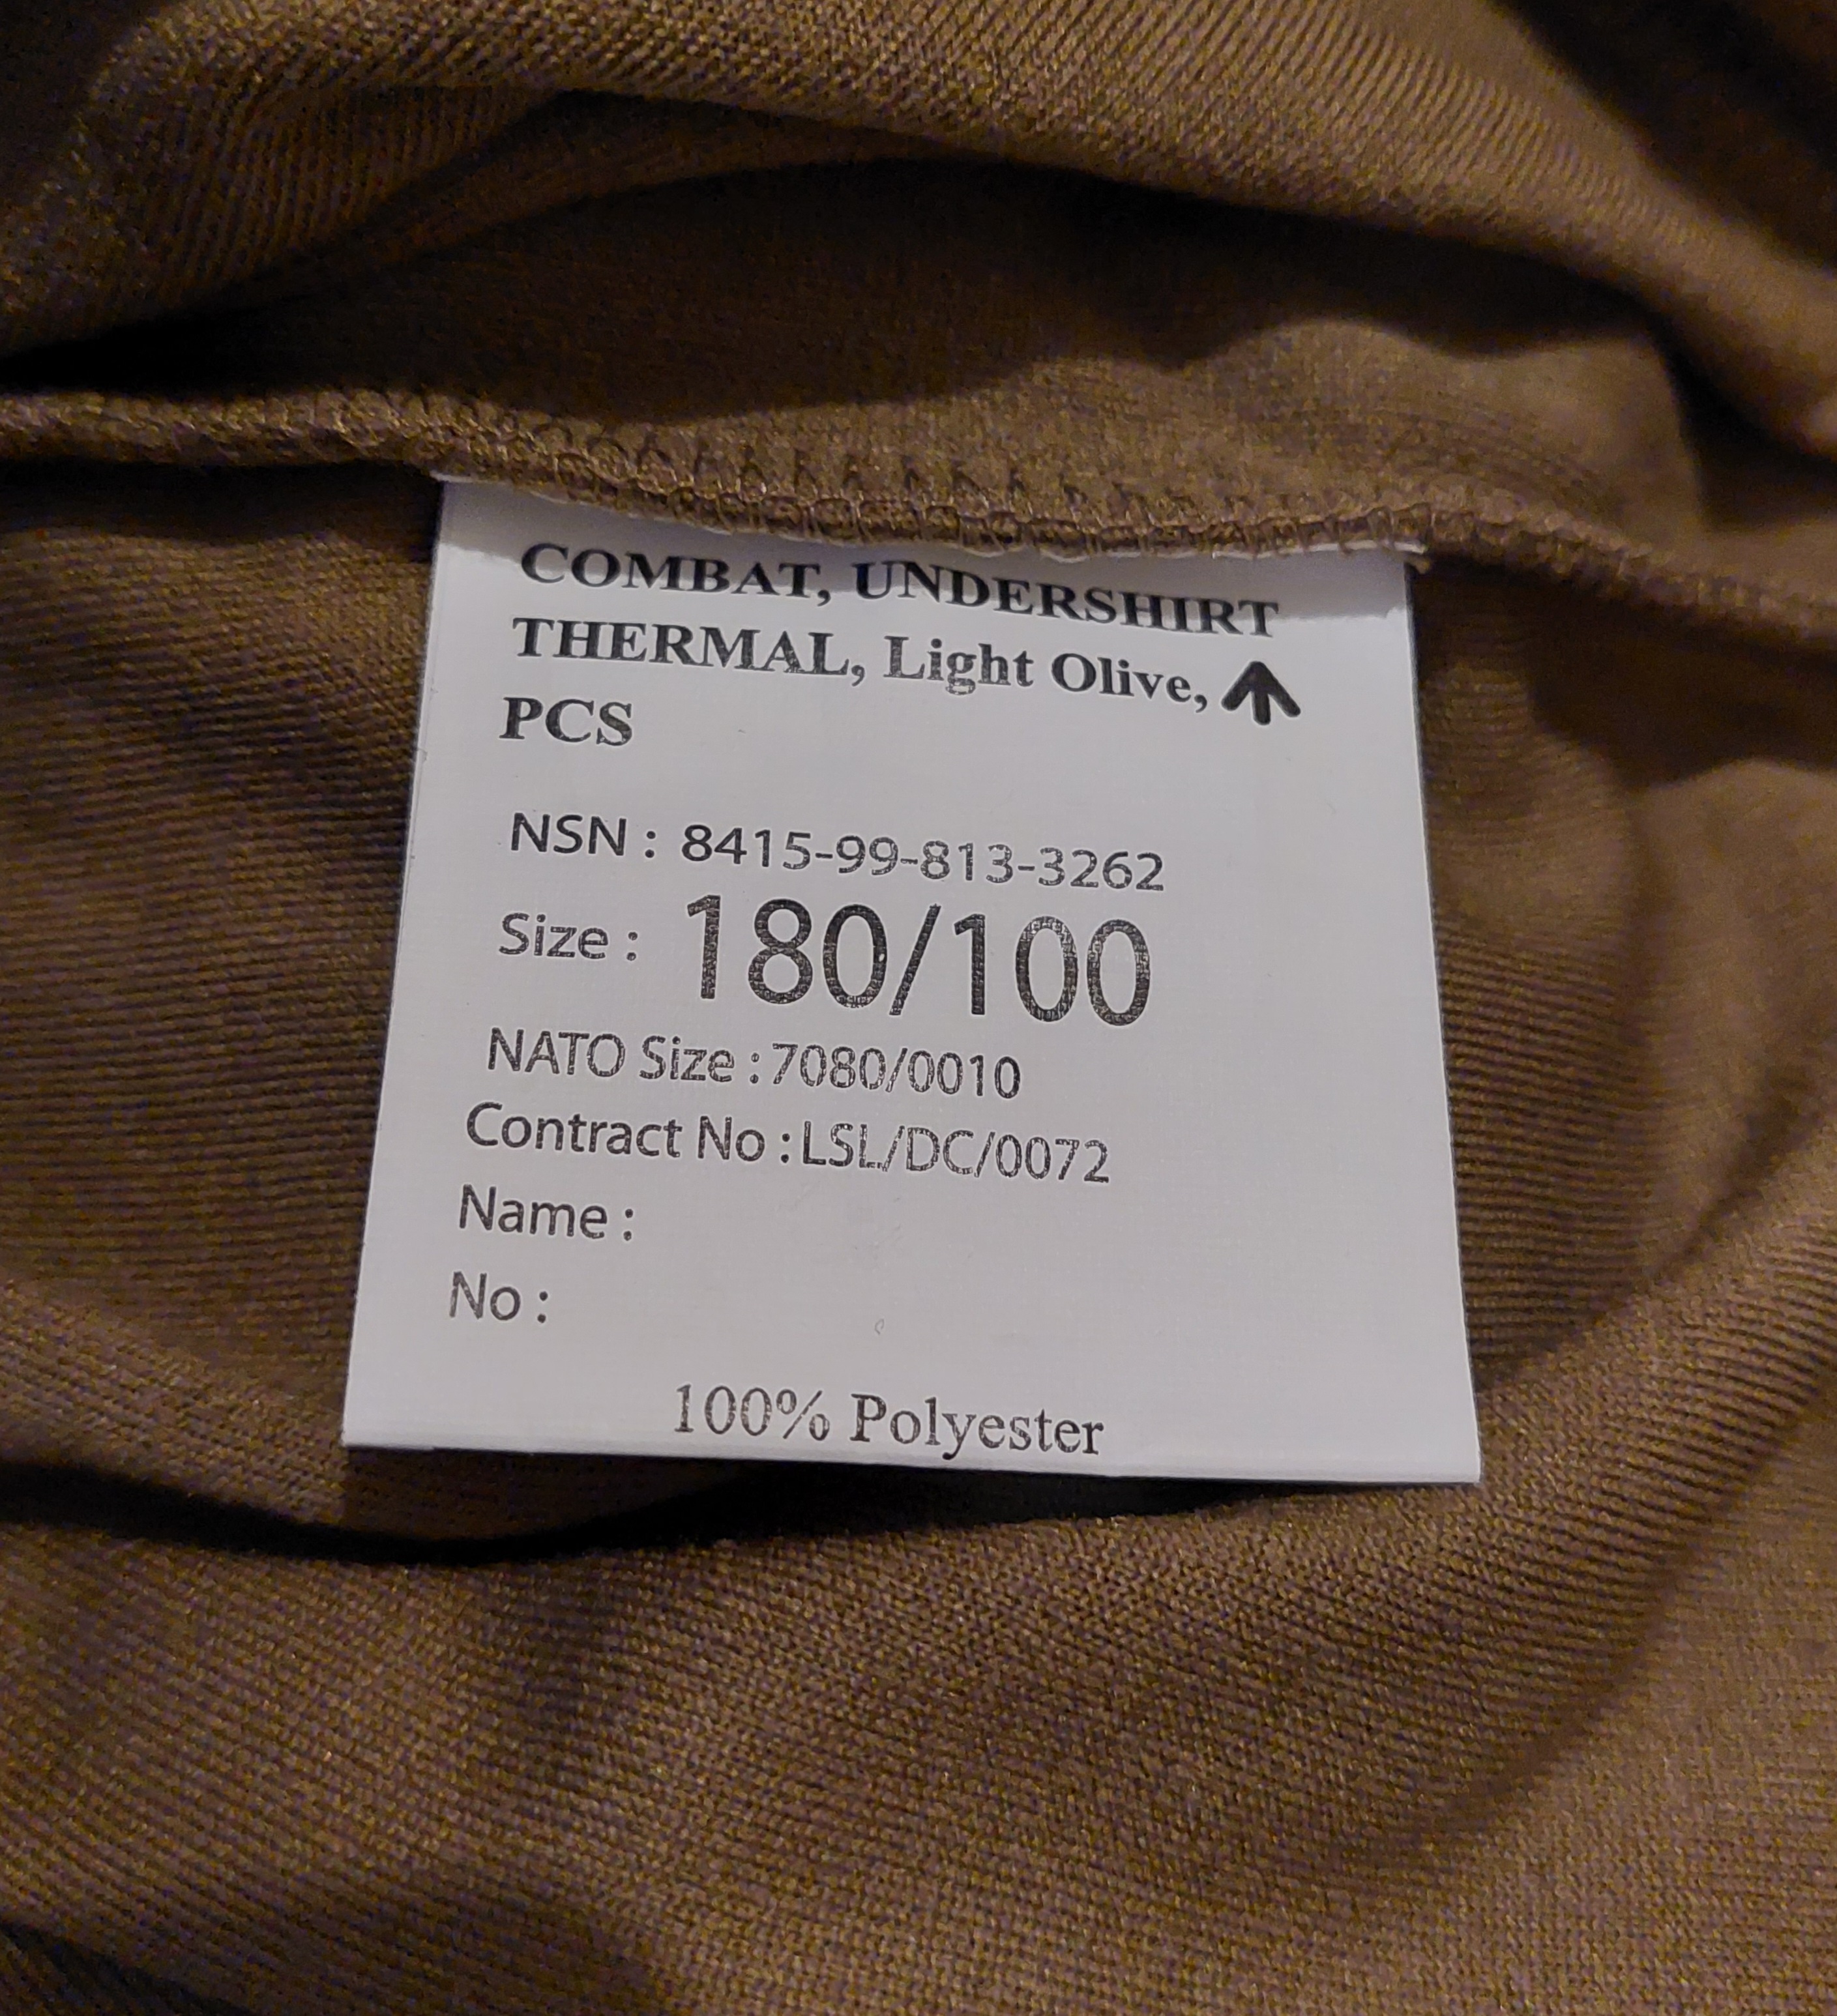 COMBAT, UNDERSHIRT
THERMAL, Light Olive,
PCS
NSN : 8415-99-813-3262
Size : 180/100
NATO Size : 7080/0010
Contract No : LSL/DC/0072
Name :
No :
100% Polyester